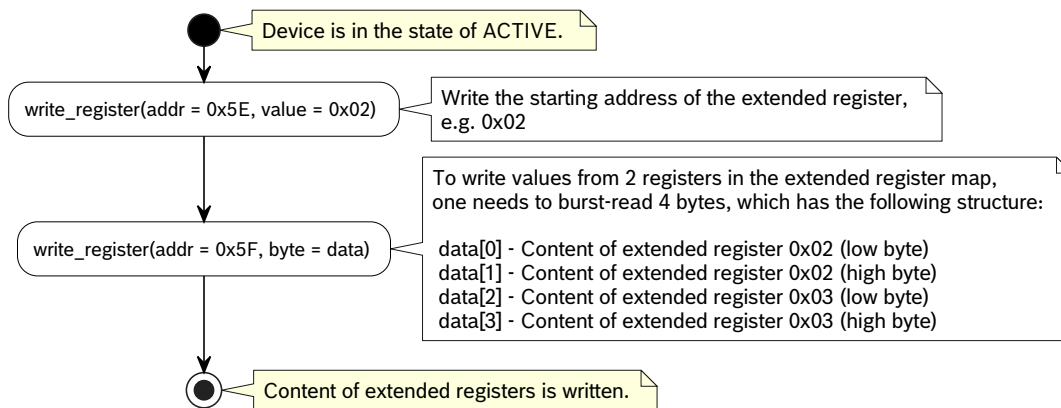 Device is in the state of ACTIVE.
write_register(addr = 0x5E, value = 0x02)
Write the starting address of the extended register,
e.g. 0x02
To write values from 2 registers in the extended register map,
one needs to burst-read 4 bytes, which has the following structure:
data[0] - Content of extended register 0x02 (low byte)
data[1] - Content of extended register 0x02 (high byte)
data[2] - Content of extended register 0x03 (low byte)
data[3] - Content of extended register 0x03 (high byte)
write_register(addr = 0x5F, byte = data)
Content of extended registers is written.